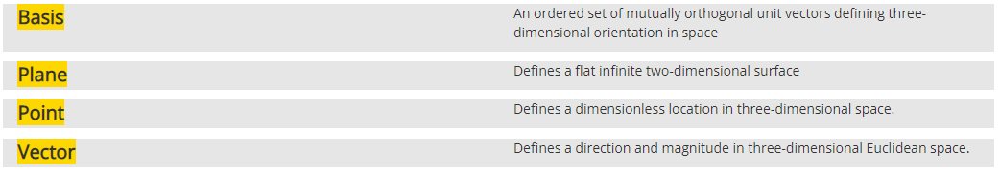 Basis
An ordered set of mutually orthogonal unit vectors defining three-
dimensional orientation in space
Plane
Defines a flat infinite two-dimensional surface
Point
Defines a dimensionless location in three-dimensional space.
Vector
Defines a direction and magnitude in three-dimensional Euclidean space.